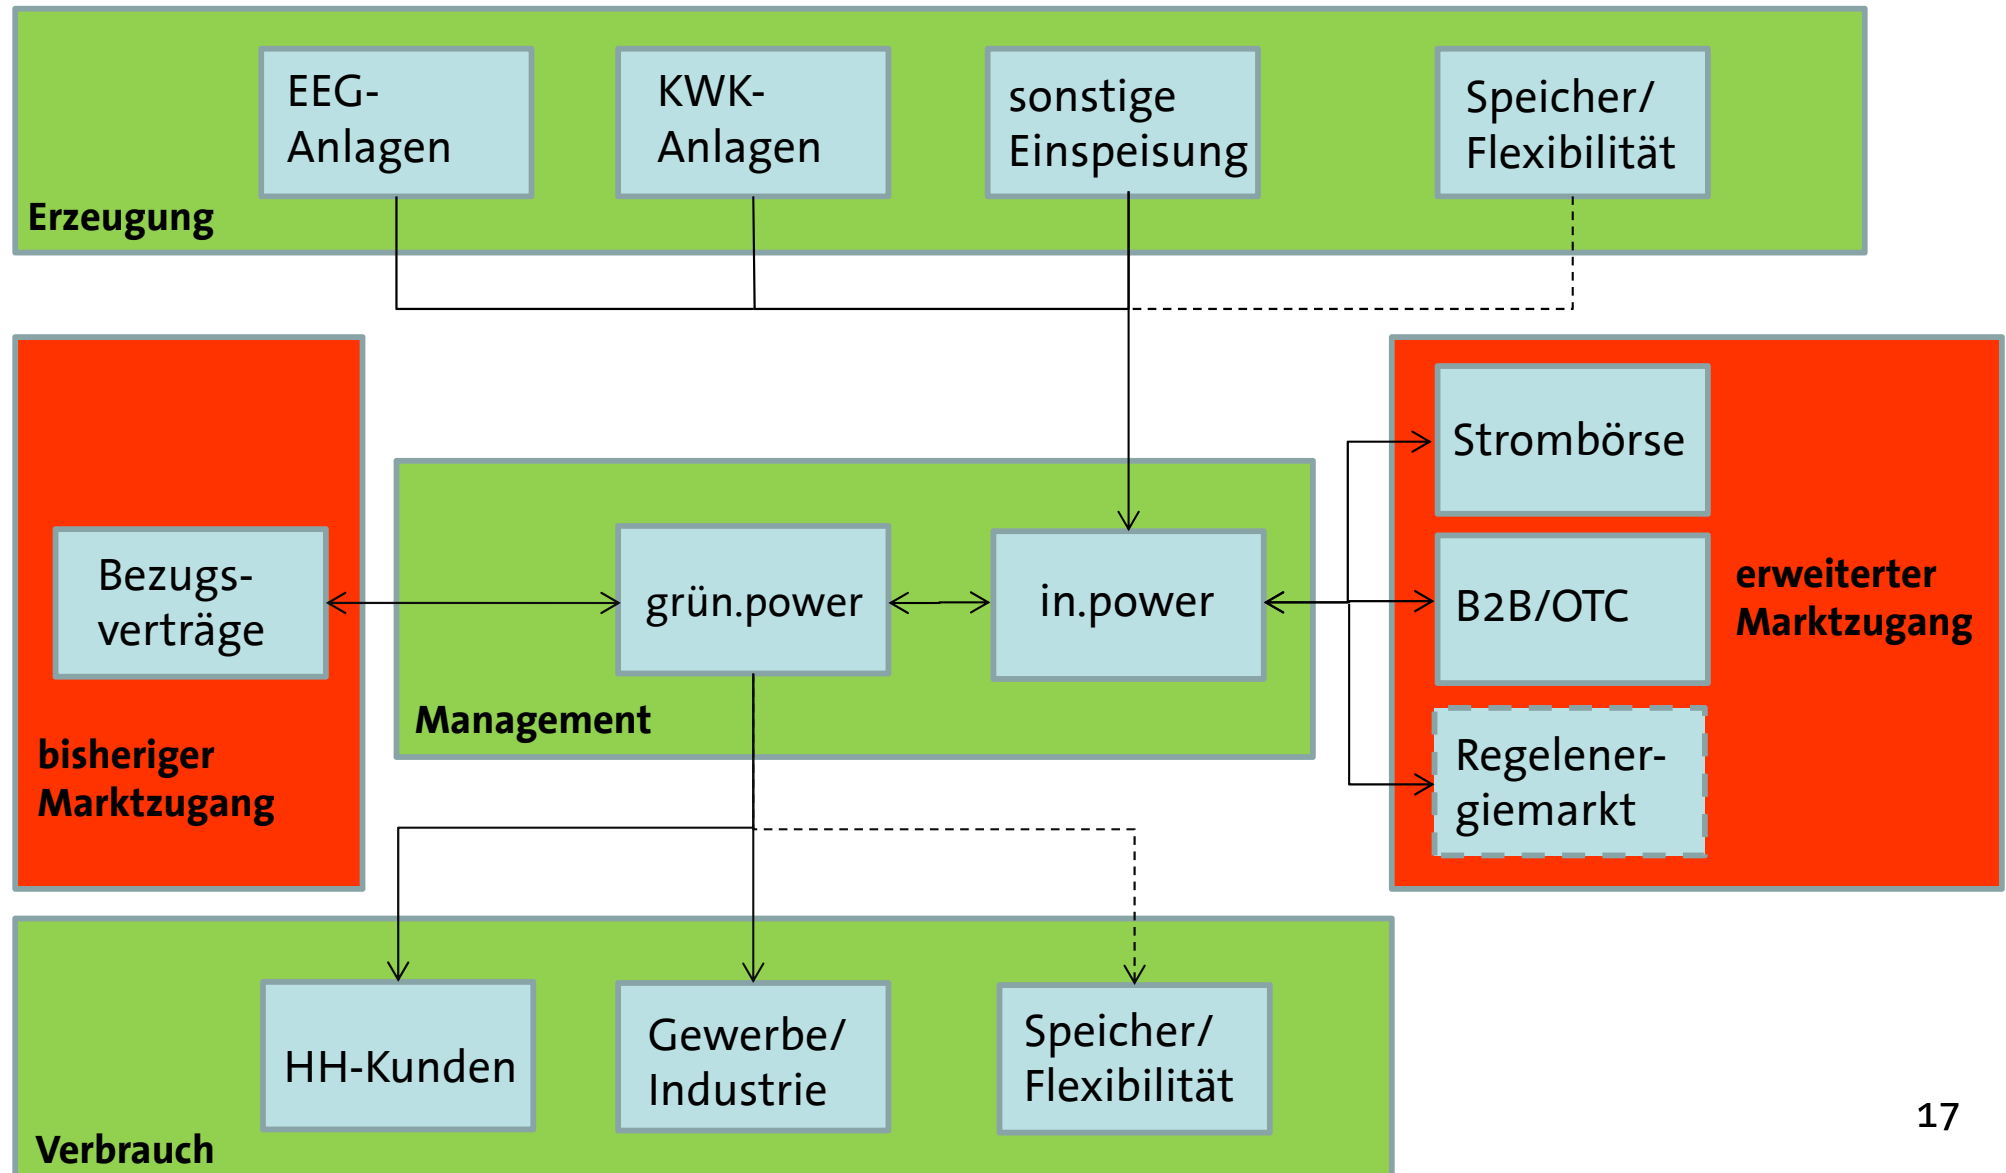 EEG-
Anlagen
KWK-
Anlagen
sonstige
Einspeisung
Speicher/
Flexibilität
Erzeugung
Bezugs-
verträge
bisheriger
Marktzugang
grün.power
in.power
Management
Strombörse
B2B/OTC
Regelener-
giemarkt
erweiterter
Marktzugang
HH-Kunden
Gewerbe/
Industrie
Speicher/
Flexibilität
Verbrauch
17